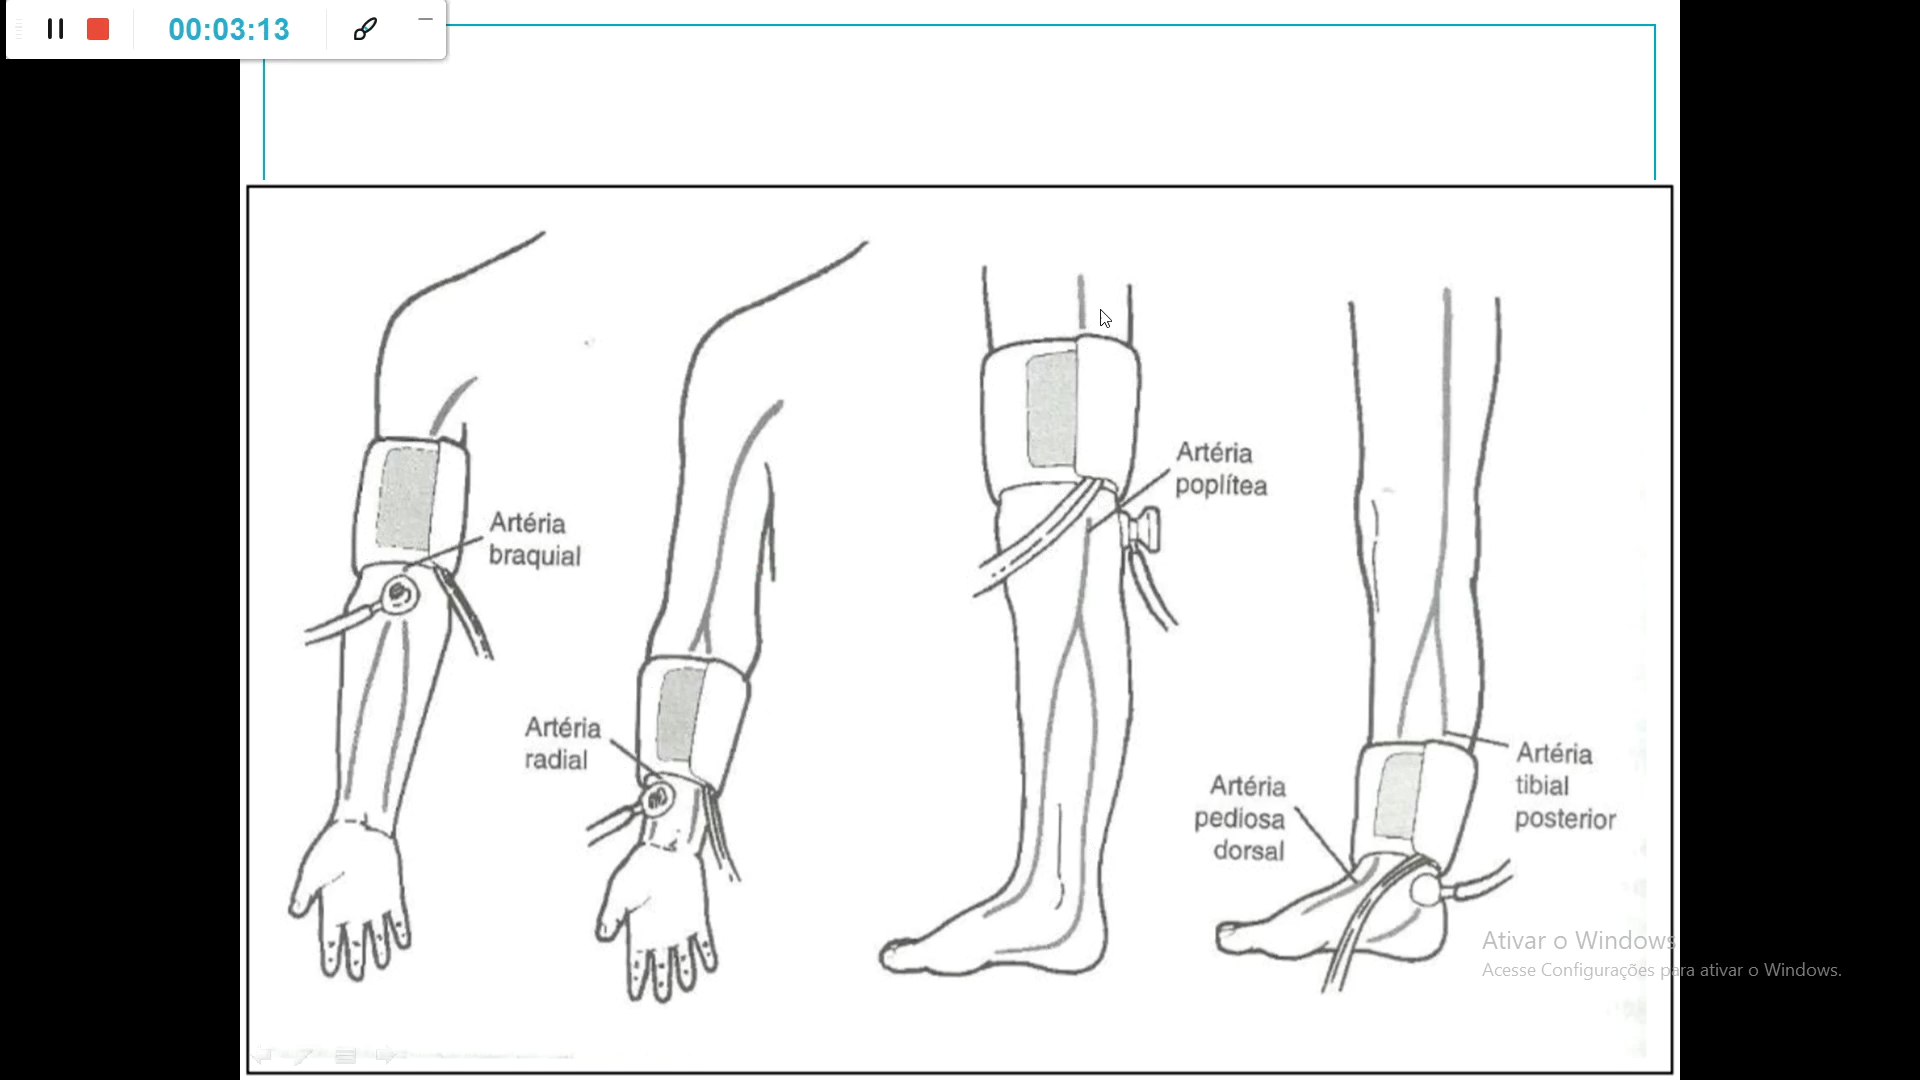 00:03:13
Artéria
braquial
Artéria
radial
Artéria
poplítea
Artéria
pediosa
dorsal
Artéria
tibial
posterior
Ativar o Windows
Acesse Configurações para ativar o Windows.